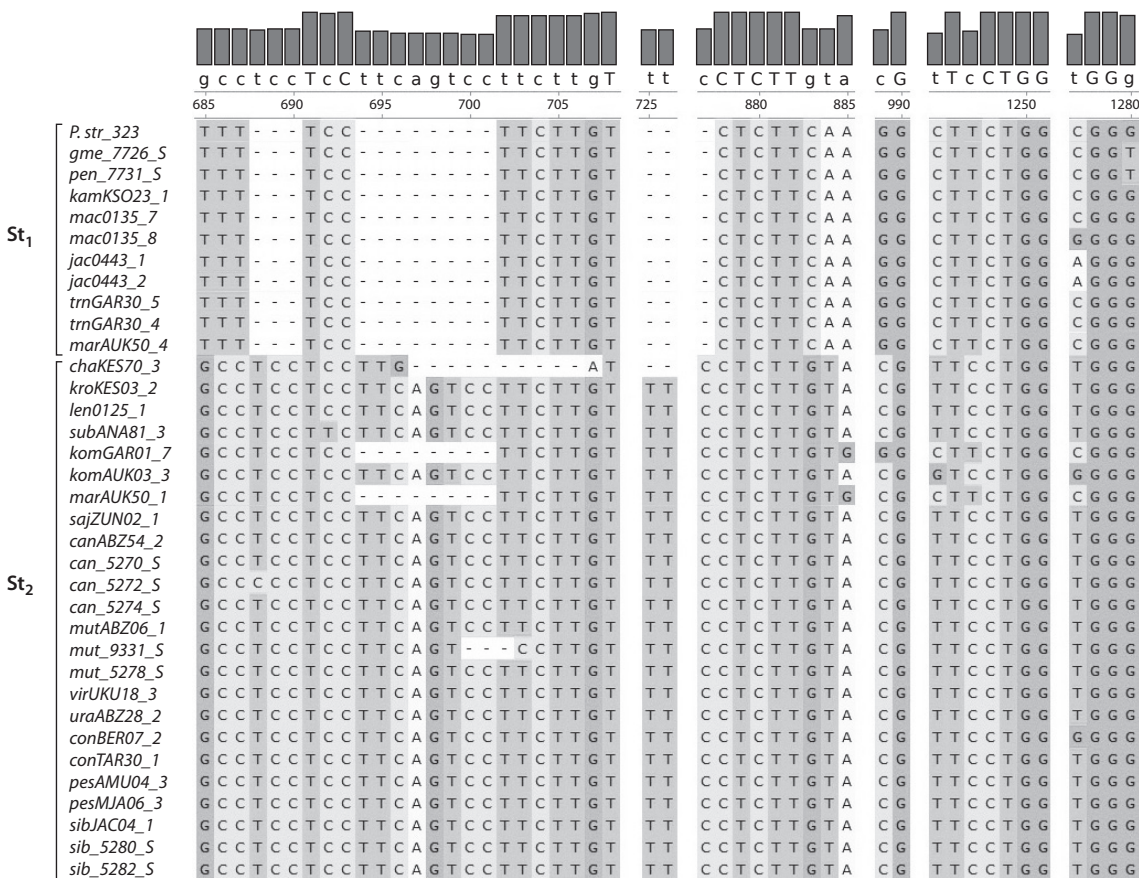 g c c t c c T c C t t c a g t c c t t c t t g T t t c C T C T T g t a c G t T c C T G G t G G g
685 690 695 700 705 725 880 885 990 1250 1280
St1
P. str_323 T T T - - - T C C - - - - - - - - T T C T T G T - - - C T C T T C A A G G C T T C T G G C G G G
gme_7726_S T T T - - - T C C - - - - - - - - T T C T T G T - - - C T C T T C A A G G C T T C T G G C G G T
pen_7731_S T T T - - - T C C - - - - - - - - T T C T T G T - - - C T C T T C A A G G C T T C T G G C G G T
kamKSO23_1 T T T - - - T C C - - - - - - - - T T C T T G T - - - C T C T T C A A G G C T T C T G G C G G G
mac0135_7 T T T - - - T C C - - - - - - - - T T C T T G T - - - C T C T T C A A G G C T T C T G G C G G G
mac0135_8 T T T - - - T C C - - - - - - - - T T C T T G T - - - C T C T T C A A G G C T T C T G G G G G G
jac0443_1 T T T - - - T C C - - - - - - - - T T C T T G T - - - C T C T T C A A G G C T T C T G G A G G G
jac0443_2 T T T - - - T C C - - - - - - - - T T C T T G T - - - C T C T T C A A G G C T T C T G G A G G G
trnGAR30_5 T T T - - - T C C - - - - - - - - T T C T T G T - - - C T C T T C A A G G C T T C T G G C G G G
trnGAR30_4 T T T - - - T C C - - - - - - - - T T C T T G T - - - C T C T T C A A G G C T T C T G G C G G G
marAUK50_4 T T T - - - T C C - - - - - - - - T T C T T G T - - - C T C T T C A A G G C T T C T G G C G G G
St2
chaKES70_3 G C C T C C T C C T T G - - - - - - - - - - A - - C C T C T T G T A C G T T C C T G G T G G G
kroKES03_2 G C C T C C T C C T T C A G T C C T T C T T G T T T C C T C T T G T A C G T T C C T G G T G G G
len0125_1 G C C T C C T C C T T C A G T C C T T C T T G T T T C C T C T T G T A C G T T C C T G G T G G G
subANA81_3 G C C T C C T T C T T C A G T C C T T C T T G T T T C C T C T T G T A C G T T C C T G G T G G G
komGAR01_7 G C C T C C T C C - - - - - - - - T T C T T G T T T C C T C T T G T G G G C T T C T G G C G G G
komAUK03_3 G C C T C C T C C T T C A G T C C T T C T T G T T T C C T C T T G T A C G G T C C T G G G G G G
marAUK50_1 G C C T C C T C C - - - - - - - - T T C T T G T T T C C T C T T G T G C G C T T C T G G C G G G
sajZUN02_1 G C C T C C T C C T T C A G T C C T T C T T G T T T C C T C T T G T A C G T T C C T G G T G G G
canABZ54_2 G C C T C C T C C T T C A G T C C T T C T T G T T T C C T C T T G T A C G T T C C T G G T G G G
can_5270_S G C C T C C T C C T T C A G T C C T T C T T G T T T C C T C T T G T A C G T T C C T G G T G G G
can_5272_S G C C C C C T C C T T C A G T C C T T C T T G T T T C C T C T T G T A C G T T C C T G G T G G G
can_5274_S G C C T C C T C C T T C A G T C C T T C T T G T T T C C T C T T G T A C G T T C C T G G T G G G
mutABZ06_1 G C C T C C T C C T T C A G T C C T T C T T G T T T C C T C T T G T A C G T T C C T G G T G G G
mut_9331_S G C C T C C T C C T T C A G T - - - C C T T G T T T C C T C T T G T A C G T T C C T G G T G G G
mut_5278_S G C C T C C T C C T T C A G T C C T T C T T G T T T C C T C T T G T A C G T T C C T G G T G G G
virUKU18_3 G C C T C C T C C T T C A G T C C T T C T T G T T T C C T C T T G T A C G T T C C T G G T G G G
uraABZ28_2 G C C T C C T C C T T C A G T C C T T C T T G T T T C C T C T T G T A C G T T C C T G G T G G G
conBER07_2 G C C T C C T C C T T C A G T C C T T C T T G T T T C C T C T T G T A C G T T C C T G G G G G G
conTAR30_1 G C C T C C T C C T T C A G T C C T T C T T G T T T C C T C T T G T A C G T T C C T G G T G G G
pesAMU04_3 G C C T C C T C C T T C A G T C C T T C T T G T T T C C T C T T G T A C G T T C C T G G T G G G
pesMJA06_3 G C C T C C T C C T T C A G T C C T T C T T G T T T C C T C T T G T A C G T T C C T G G T G G G
sibJAC04_1 G C C T C C T C C T T C A G T C C T T C T T G T T T C C T C T T G T A C G T T C C T G G T G G G
sib_5280_S G C C T C C T C C T T C A G T C C T T C T T G T T T C C T C T T G T A C G T T C C T G G T G G G
sib_5282_S G C C T C C T C C T T C A G T C C T T C T T G T T T C C T C T T G T A C G T T C C T G G T G G G